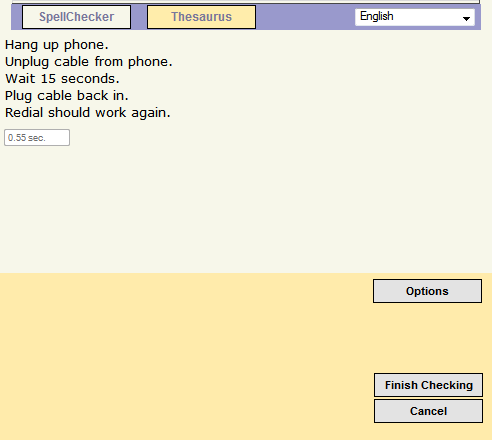 SpellChecker Thesaurus English
Hang up phone.
Unplug cable from phone.
Wait 15 seconds.
Plug cable back in.
Redial should work again.
0.55 sec.
Options
Finish Checking
Cancel